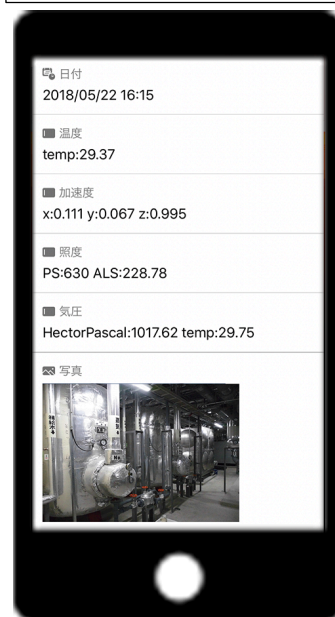 日付
2018/05/22 16:15
温度
temp:29.37
加速度
x:0.111 y:0.067 z:0.995
照度
PS:630 ALS:228.78
気圧
HectorPascal:1017.62 temp:29.75
写真